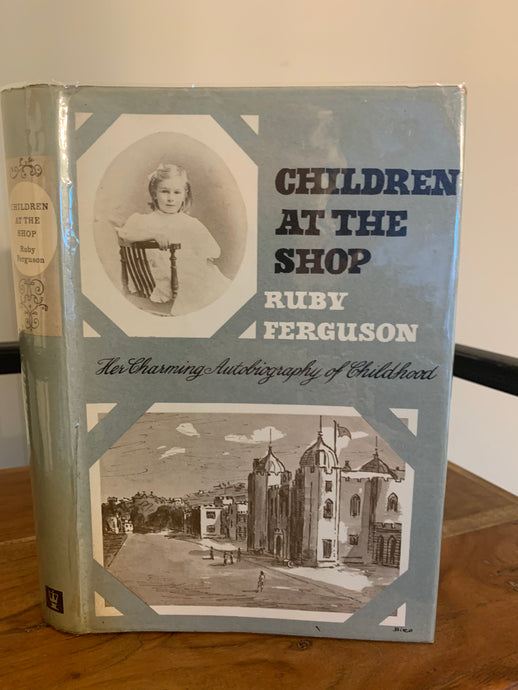 CHILDREN
AT THE
SHOP
Ruby
Ferguson
CHILDREN
AT THE
SHOP
RUBY
FERGUSON
Her Charming Autobiography of Childhood